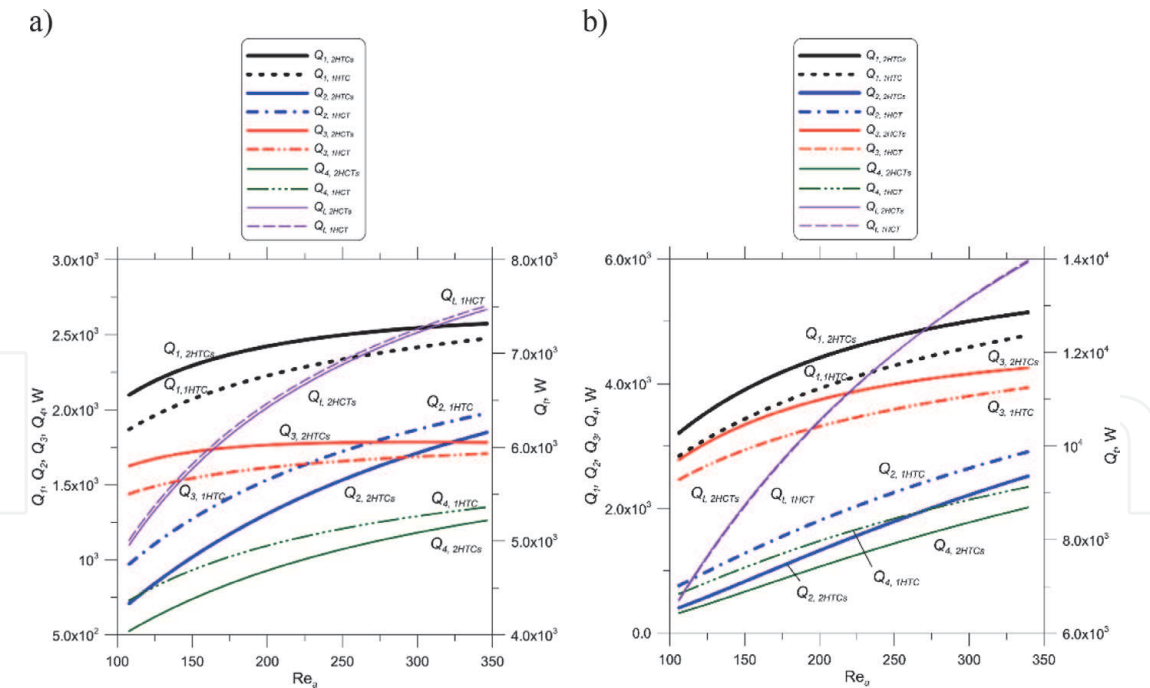 a)
Q1, 2HTCs
Q1, 1HTC
Q2, 2HTCs
Q2, 1HCT
Q3, 2HCTs
Q3, 1HCT
Q4, 2HCTs
Q4, 1HCT
Qt, 2HCTs
Qt, 1HCT
3.0x10³
2.5x10³
2.0x10³
1.5x10³
10³
5.0x10²
Q1, Q2, Q3, Q4, W
8.0x10³
7.0x10³
6.0x10³
5.0x10³
4.0x10³
Qt, W
Qt, 1HCT
Q1, 2HTCs
Q1,1HTC
Qt, 2HCTs
Q2, 1HTC
Q3, 2HTCs
Q3, 1HTC
Q2, 2HTCs
Q4, 1HTC
Q4, 2HTCs
100 150 200 250 300 350
Rea
b)
Q1, 2HTCs
Q1, 1HTC
Q2, 2HTCs
Q2, 1HCT
Q3, 2HCTs
Q3, 1HCT
Q4, 2HCTs
Q4, 1HCT
Qt, 2HCTs
Qt, 1HCT
6.0x10³
4.0x10³
2.0x10³
0.0
Q1, Q2, Q3, Q4, W
1.4x10⁴
1.2x10⁴
10⁴
8.0x10³
6.0x10³
Qt, W
Q1, 2HTCs
Q1,1HTC
Q3, 2HTCs
Q3, 1HTC
Qt, 2HCTs
Qt, 1HCT
Q2, 1HTC
Q4, 2HTCs
Q4, 1HTC
Q2, 2HTCs
100 150 200 250 300 350
Rea